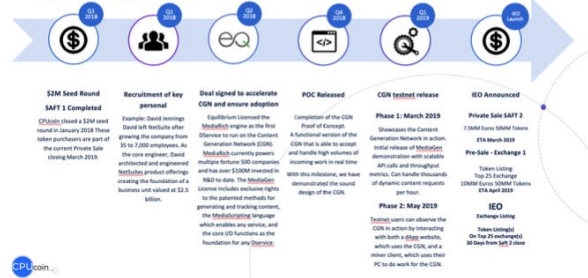 Q1
2018
Q1
2018
Q2
2018
Q4
2018
Q1
2019
IEO
Launch
eQ
$2M Seed Round
SAFT 1 Completed
CPUcoin closed a $2M seed
round in January 2018 These
token purchasers are part of
the current Private Sale
closing March 2019.
Recruitment of key
personal
Example: David Jennings
David left NetSuite after
growing the company from
35 to 7,000 employees. As
the core engineer, David
architected and engineered
NetSuites product offerings
creating the foundation of a
business unit valued at $2.5
billion.
Deal signed to accelerate
CGN and ensure adoption
Equilibrium Licensed the
MediaRich engine as the first
DService to run on the Content
Generation Network (CGN).
MediaRich currently powers
multiple fortune 500 companies
and has over $100M invested in
R&D to date. The MediaGen
License includes exclusive rights
to the patented methods for
generating and tracking content,
the MediaScripting language
which enables any service, and
the core I/O functions as the
foundation for any Dservice.
POC Released
Completion of the CGN
Proof of Concept.
A functional version of the
CGN that is able to accept
and handle high volumes of
incoming work in real time
With this milestone, we have
demonstrated the sound
design of the CGN.
CGN testnet release
Phase 1: March 2019
Showcases the Content
Generation Network in action.
Initial release of MediaGen
demonstration with scalable
API calls and throughput
metrics. Can handle thousands
of dynamic content requests
per hour.
Phase 2: May 2019
Testnet users can observe the
CGN in action by interacting
with both a dApp website,
which uses the CGN, and a
miner client, which uses their
PC to do work for the CGN.
IEO Announced
Private Sale SAFT 2
7.5MM Euros 50MM Tokens
ETA March 2019
Pre-Sale - Exchange 1
Token Listing
Top 25 Exchange
10MM Euros 50MM Tokens
ETA April 2019
IEO
Exchange Listing
Token Listing(s)
On Top 25 exchange(s)
30 Days from Saft 2 close
CPUcoin